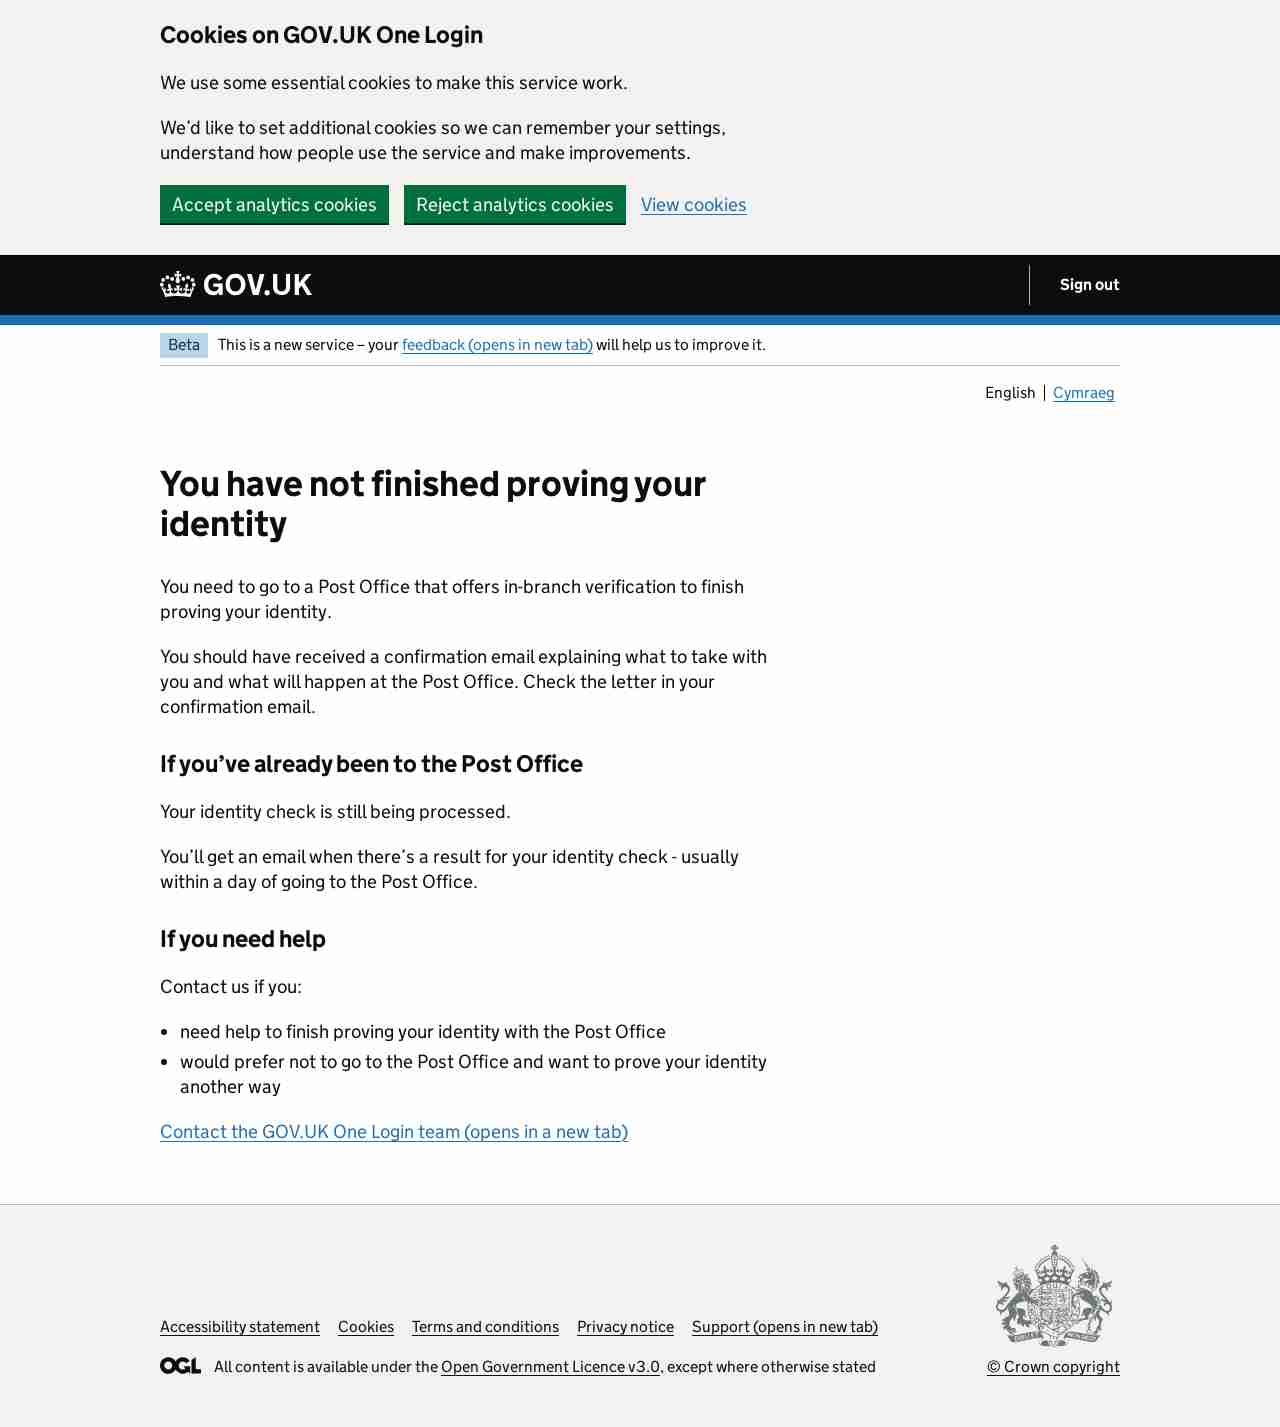 Cookies on GOV.UK One Login
We use some essential cookies to make this service work.
We’d like to set additional cookies so we can remember your settings,
understand how people use the service and make improvements.
Accept analytics cookies
Reject analytics cookies
View cookies
GOV.UK
Sign out
Beta
This is a new service – your feedback (opens in new tab) will help us to improve it.
English
Cymraeg
You have not finished proving your
identity
You need to go to a Post Office that offers in-branch verification to finish
proving your identity.
You should have received a confirmation email explaining what to take with
you and what will happen at the Post Office. Check the letter in your
confirmation email.
If you’ve already been to the Post Office
Your identity check is still being processed.
You’ll get an email when there’s a result for your identity check - usually
within a day of going to the Post Office.
If you need help
Contact us if you:
need help to finish proving your identity with the Post Office
would prefer not to go to the Post Office and want to prove your identity
another way
Contact the GOV.UK One Login team (opens in a new tab)
Accessibility statement
Cookies
Terms and conditions
Privacy notice
Support (opens in new tab)
OGL
All content is available under the Open Government Licence v3.0, except where otherwise stated
© Crown copyright